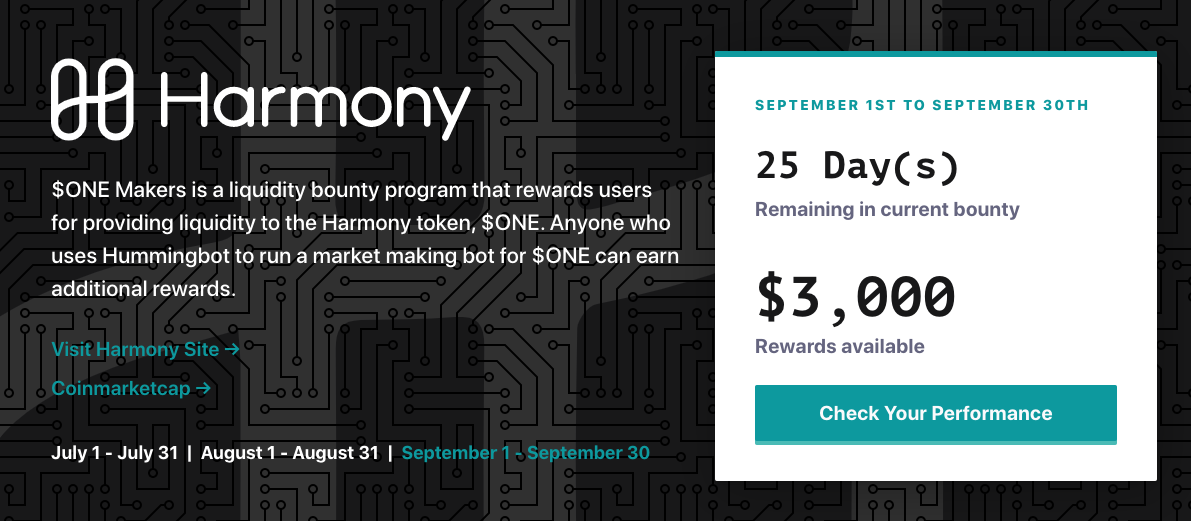 Harmony
$ONE Makers is a liquidity bounty program that rewards users
for providing liquidity to the Harmony token, $ONE. Anyone who
uses Hummingbot to run a market making bot for $ONE can earn
additional rewards.
Visit Harmony Site →
Coinmarketcap →
July 1 - July 31 | August 1 - August 31 | September 1 - September 30
SEPTEMBER 1ST TO SEPTEMBER 30TH
25 Day(s)
Remaining in current bounty
$3,000
Rewards available
Check Your Performance